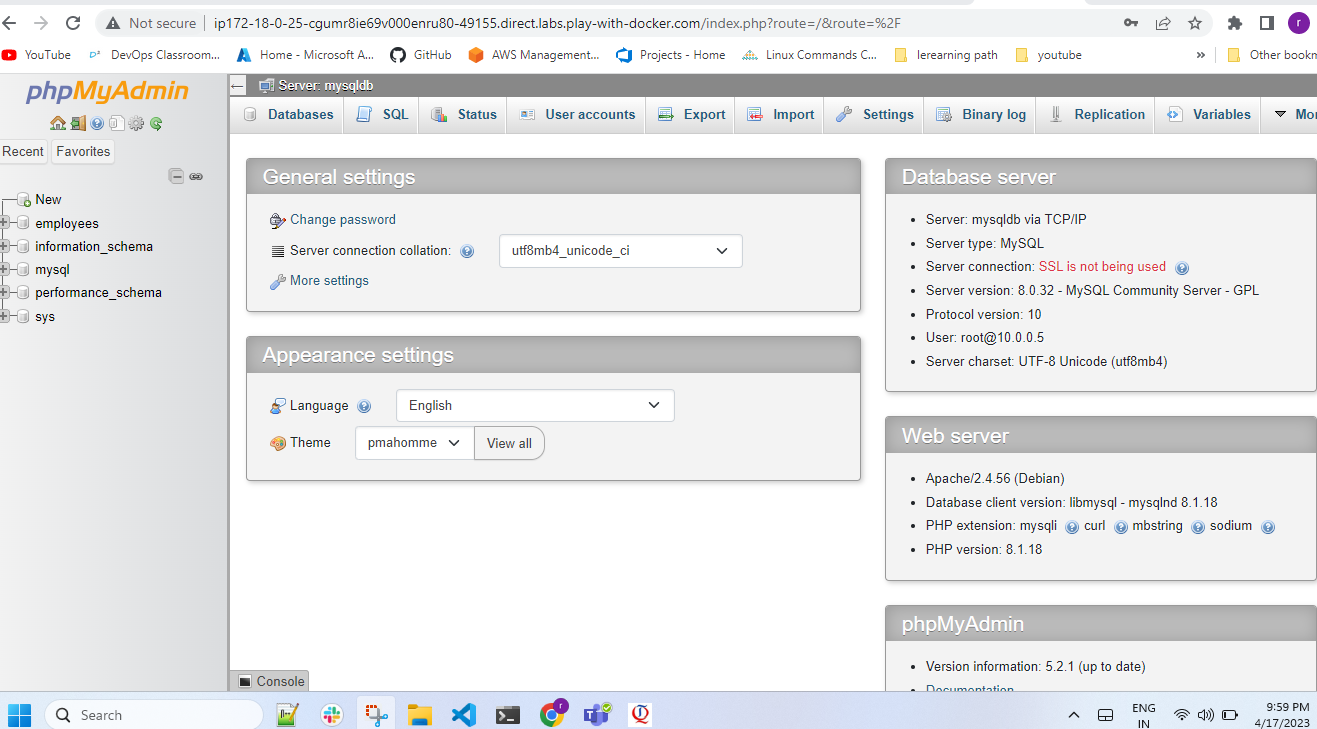 Not secure | ip172-18-0-25-cgumr8ie69v000enru80-49155.direct.labs.play-with-docker.com/index.php?route=/&route=%2F
r
YouTube DevOps Classroom... Home - Microsoft A... GitHub AWS Management... Projects - Home Linux Commands C... lerearning path youtube » Other bookm
phpMyAdmin
Server: mysqldb
Databases SQL Status User accounts Export Import Settings Binary log Replication Variables Mor
Recent Favorites
New
employees
information_schema
mysql
performance_schema
sys
General settings
Change password
Server connection collation: utf8mb4_unicode_ci
More settings
Appearance settings
Language English
Theme pmahomme View all
Database server
Server: mysqldb via TCP/IP
Server type: MySQL
Server connection: SSL is not being used
Server version: 8.0.32 - MySQL Community Server - GPL
Protocol version: 10
User: root@10.0.0.5
Server charset: UTF-8 Unicode (utf8mb4)
Web server
Apache/2.4.56 (Debian)
Database client version: libmysql - mysqlnd 8.1.18
PHP extension: mysqli curl mbstring sodium
PHP version: 8.1.18
phpMyAdmin
Version information: 5.2.1 (up to date)
Documentation
Console
Search
r
ENG
IN
9:59 PM
4/17/2023